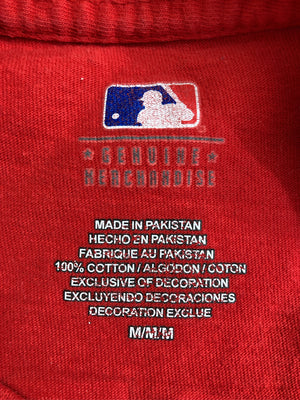 ★ GENUINE ★
MERCHANDISE
MADE IN PAKISTAN
HECHO EN PAKISTAN
FABRIQUE AU PAKISTAN
100% COTTON / ALGODON / COTON
EXCLUSIVE OF DECORATION
EXCLUYENDO DECORACIONES
DECORATION EXCLUE
M/M/M